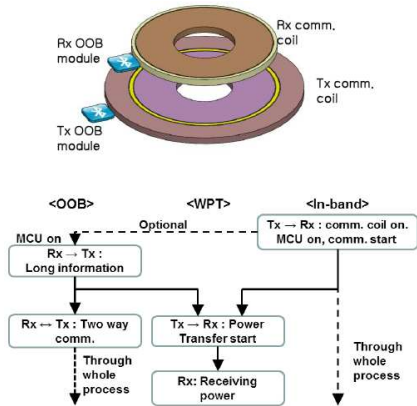 Rx OOB
module
Rx comm.
coil
Tx comm.
coil
Tx OOB
module
<OOB>
<WPT>
<In-band>
Optional
Tx → Rx : comm. coil on.
MCU on, comm. start
MCU on
Rx → Tx :
Long information
Rx ↔ Tx : Two way
comm.
Tx → Rx : Power
Transfer start
Through
whole
process
Rx: Receiving
power
Through
whole
process